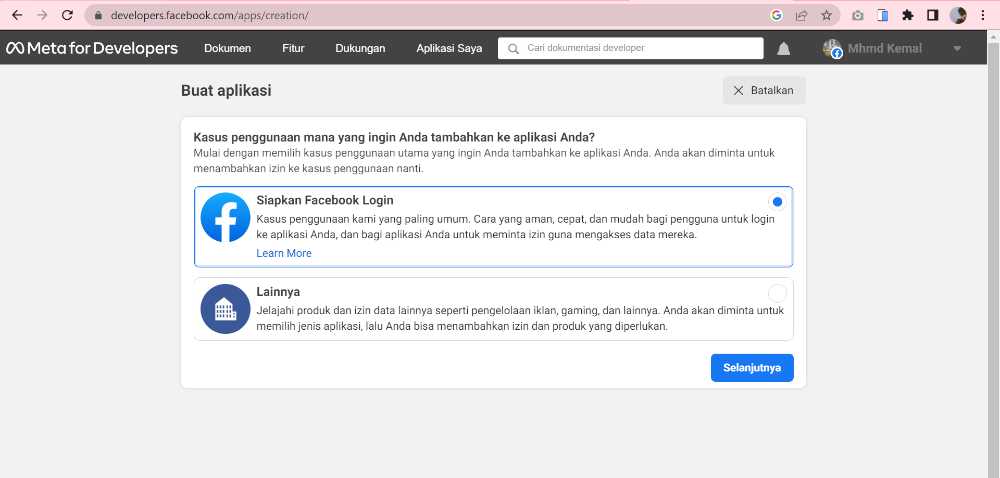 developers.facebook.com/apps/creation/
Meta for Developers Dokumen Fitur Dukungan Aplikasi Saya Cari dokumentasi developer Mhmd Kemal
Buat aplikasi
Batalkan
Kasus penggunaan mana yang ingin Anda tambahkan ke aplikasi Anda?
Mulai dengan memilih kasus penggunaan utama yang ingin Anda tambahkan ke aplikasi Anda. Anda akan diminta untuk
menambahkan izin ke kasus penggunaan nanti.
Siapkan Facebook Login
Kasus penggunaan kami yang paling umum. Cara yang aman, cepat, dan mudah bagi pengguna untuk login
ke aplikasi Anda, dan bagi aplikasi Anda untuk meminta izin guna mengakses data mereka.
Learn More
Lainnya
Jelajahi produk dan izin data lainnya seperti pengelolaan iklan, gaming, dan lainnya. Anda akan diminta untuk
memilih jenis aplikasi, lalu Anda bisa menambahkan izin dan produk yang diperlukan.
Selanjutnya